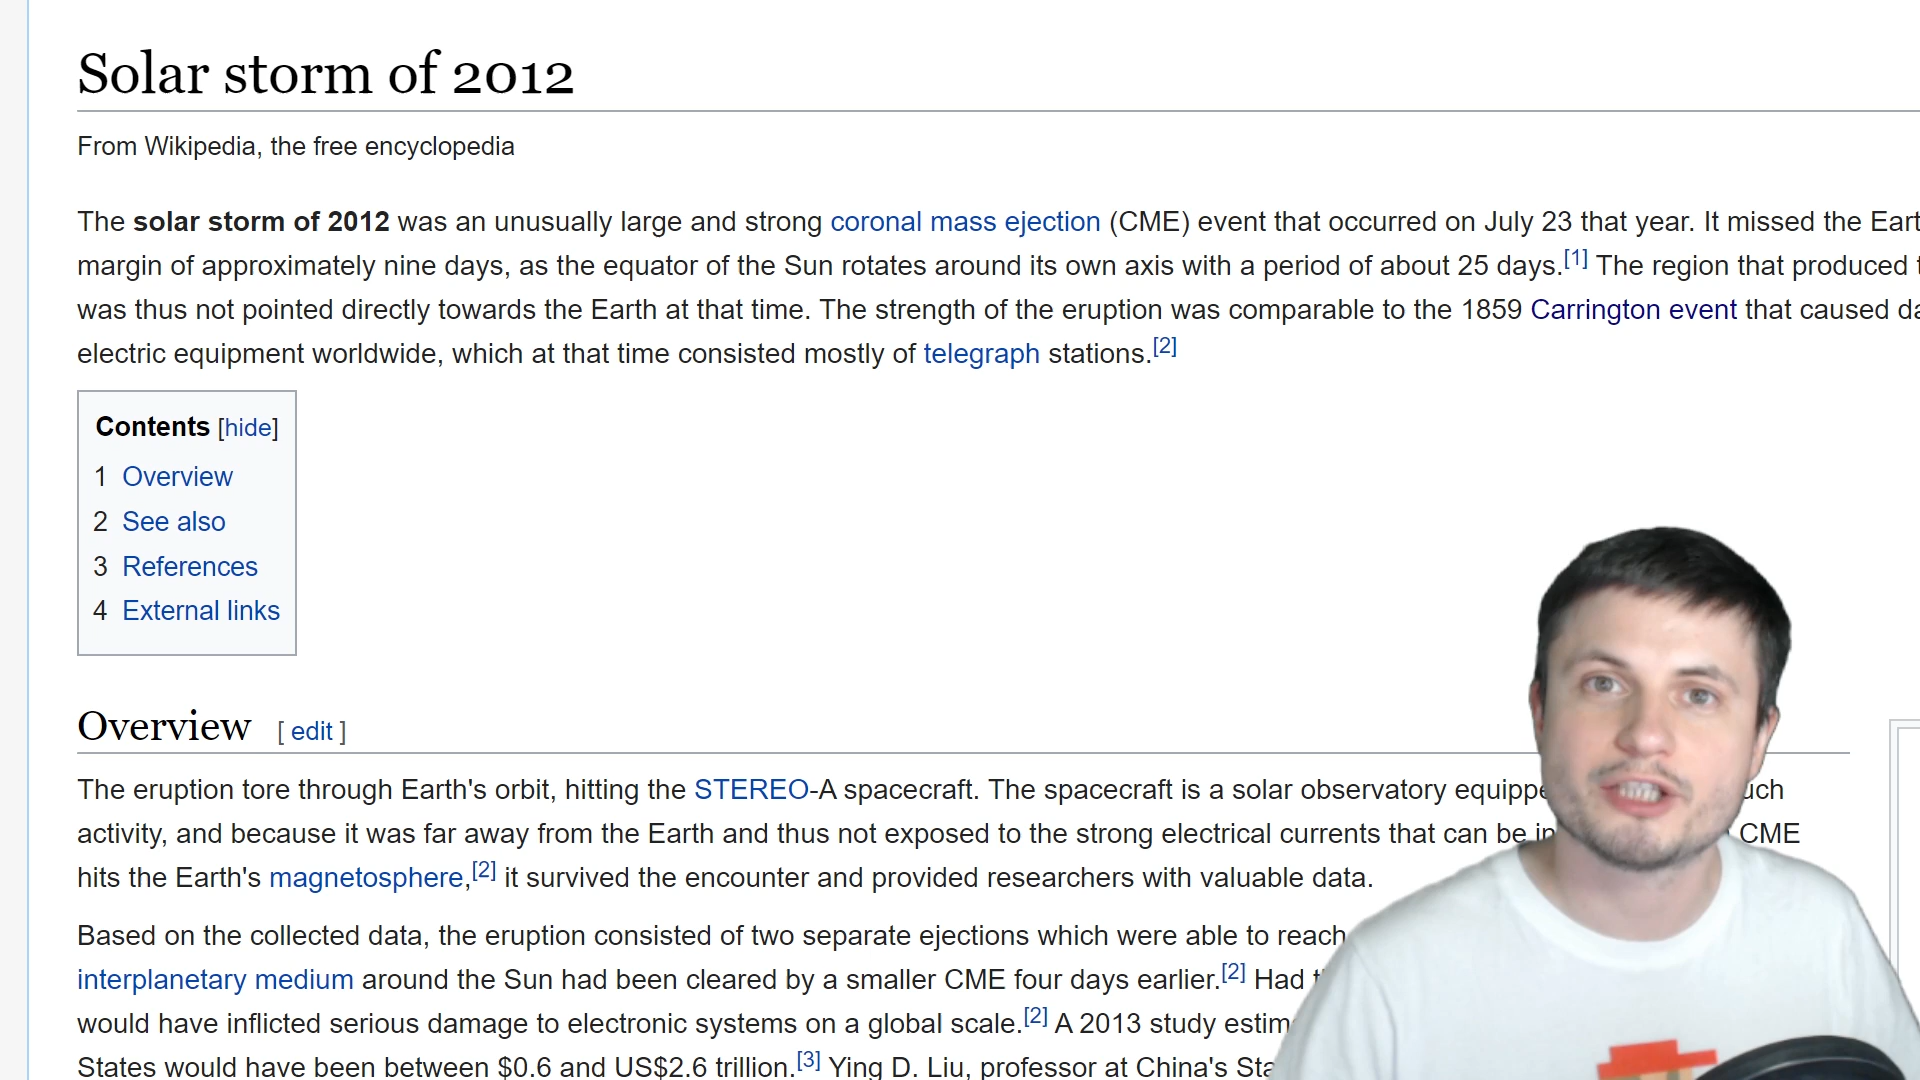 Solar storm of 2012
From Wikipedia, the free encyclopedia
The solar storm of 2012 was an unusually large and strong coronal mass ejection (CME) event that occurred on July 23 that year. It missed the
margin of approximately nine days, as the equator of the Sun rotates around its own axis with a period of about 25 days.[1] The region that produced
was thus not pointed directly towards the Earth at that time. The strength of the eruption was comparable to the 1859 Carrington event that caused
electric equipment worldwide, which at that time consisted mostly of telegraph stations.[2]
Contents [hide]
1 Overview
2 See also
3 References
4 External links
Overview [ edit ]
The eruption tore through Earth's orbit, hitting the STEREO-A spacecraft. The spacecraft is a solar observatory
activity, and because it was far away from the Earth and thus not exposed to the strong electrical currents that can be CME
hits the Earth's magnetosphere,[2] it survived the encounter and provided researchers with valuable data.
Based on the collected data, the eruption consisted of two separate ejections which were able to reach
interplanetary medium around the Sun had been cleared by a smaller CME four days earlier.[2] Had
would have inflicted serious damage to electronic systems on a global scale.[2] A 2013 study
States would have been between $0.6 and US$2.6 trillion.[3] Ying D. Liu, professor at China's